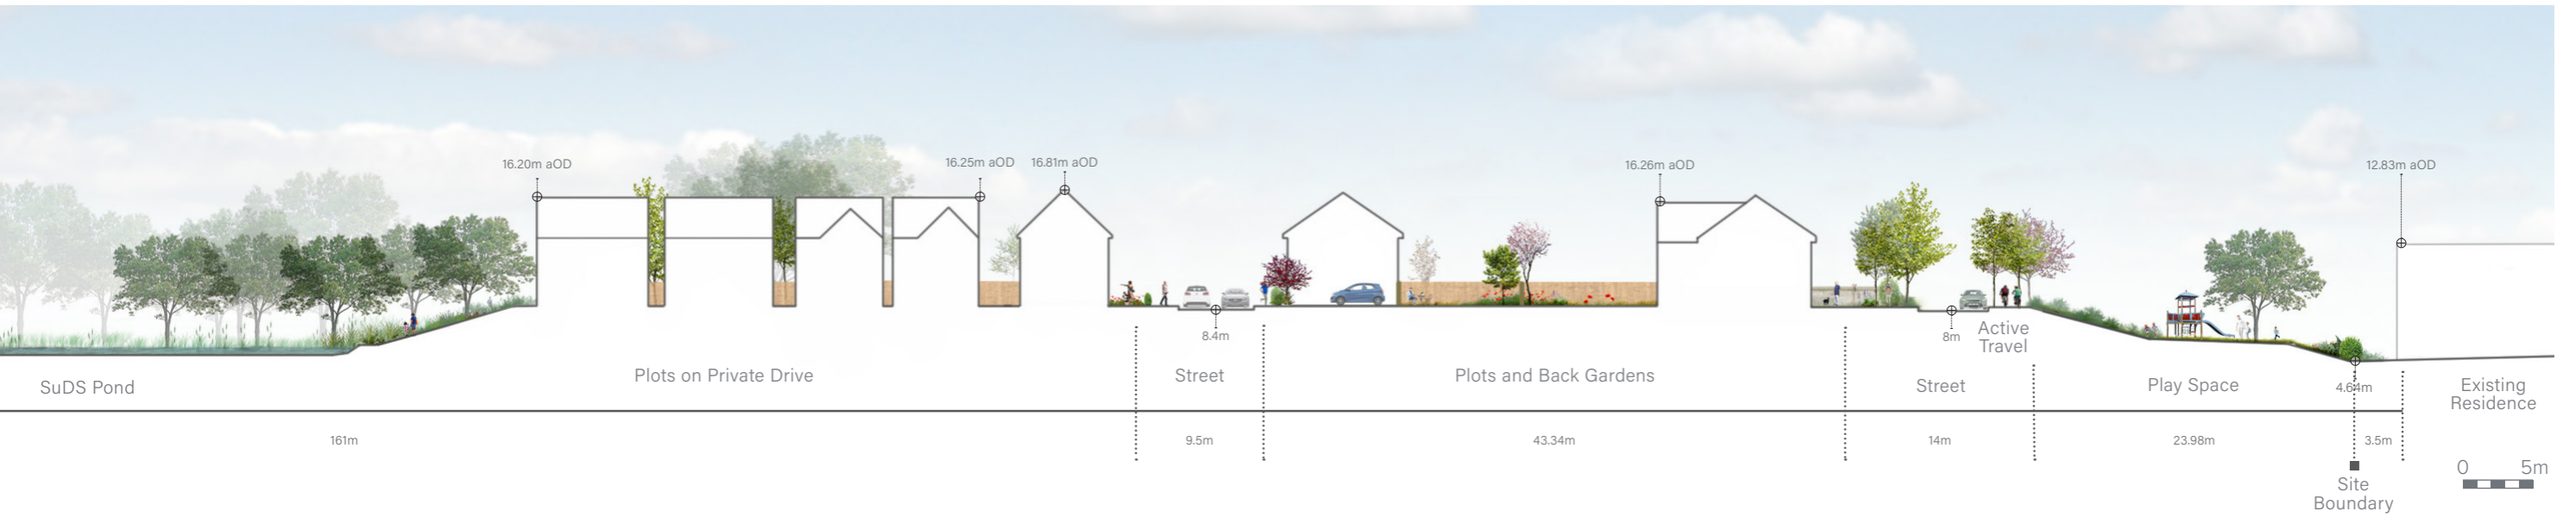 16.20m aOD
16.25m aOD
16.81m aOD
16.26m aOD
12.83m aOD
8.4m
8m
Active
Travel
SuDS Pond
Plots on Private Drive
Street
Plots and Back Gardens
Street
Play Space
4.64m
Existing
Residence
161m
9.5m
43.34m
14m
23.98m
3.5m
Site
Boundary
0 5m